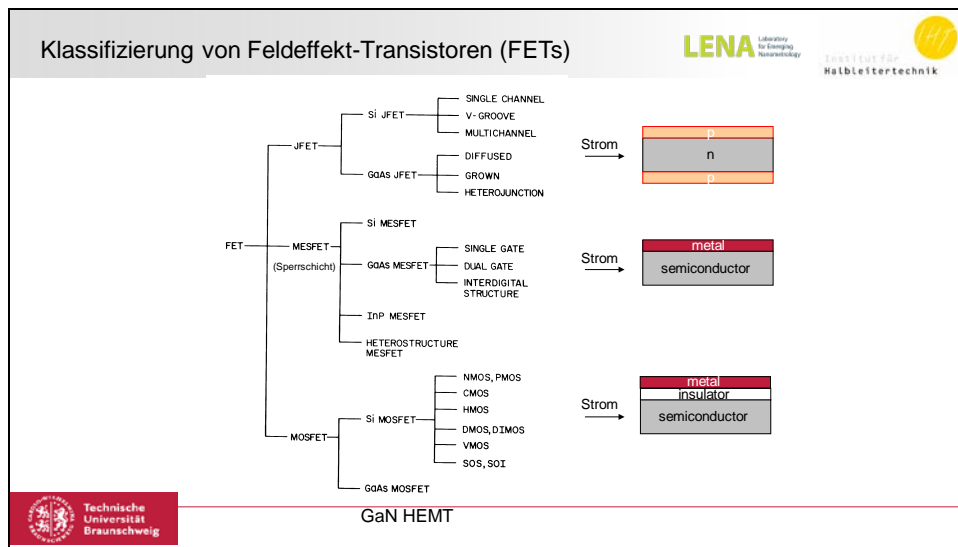 Klassifizierung von Feldeffekt-Transistoren (FETs)
LENA
Laboratory
for Emerging
Nanometrology
iht
Institut für
Halbleitertechnik
FET
JFET
Si JFET
SINGLE CHANNEL
V-GROOVE
MULTICHANNEL
GaAs JFET
DIFFUSED
GROWN
HETEROJUNCTION
Strom
p
n
p
MESFET
(Sperrschicht)
Si MESFET
GaAs MESFET
SINGLE GATE
DUAL GATE
INTERDIGITAL
STRUCTURE
InP MESFET
HETEROSTRUCTURE
MESFET
Strom
metal
semiconductor
MOSFET
Si MOSFET
NMOS, PMOS
CMOS
HMOS
DMOS, DIMOS
VMOS
SOS, SOI
GaAs MOSFET
Strom
metal
insulator
semiconductor
GaN HEMT
Technische
Universität
Braunschweig